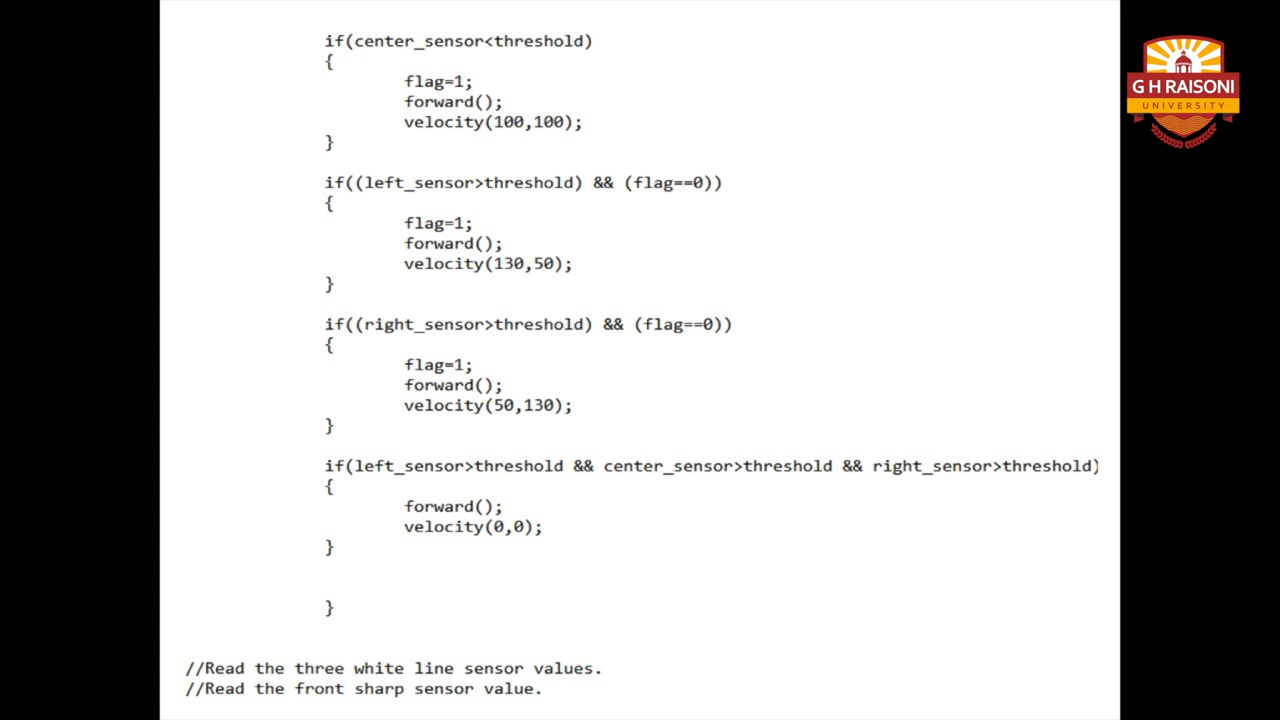 if(center_sensor<threshold)
{
flag=1;
forward();
velocity(100,100);
}
if((left_sensor>threshold) && (flag==0))
{
flag=1;
forward();
velocity(130,50);
}
if((right_sensor>threshold) && (flag==0))
{
flag=1;
forward();
velocity(50,130);
}
if(left_sensor>threshold && center_sensor>threshold && right_sensor>threshold)
{
forward();
velocity(0,0);
}
}
//Read the three white line sensor values.
//Read the front sharp sensor value.
G H RAISONI
UNIVERSITY